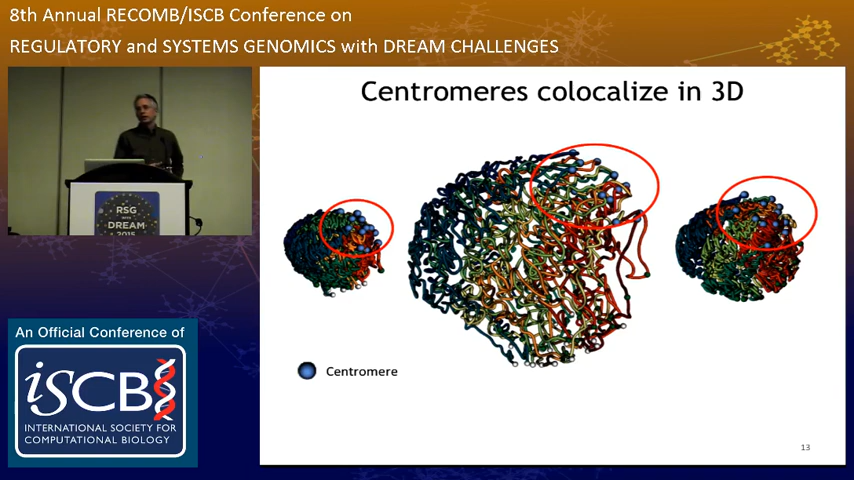 8th Annual RECOMB/ISCB Conference on
REGULATORY and SYSTEMS GENOMICS with DREAM CHALLENGES
Centromeres colocalize in 3D
RSG
WITH
DREAM
2015
Centromere
An Official Conference of
iSCB
INTERNATIONAL SOCIETY FOR
COMPUTATIONAL BIOLOGY
13